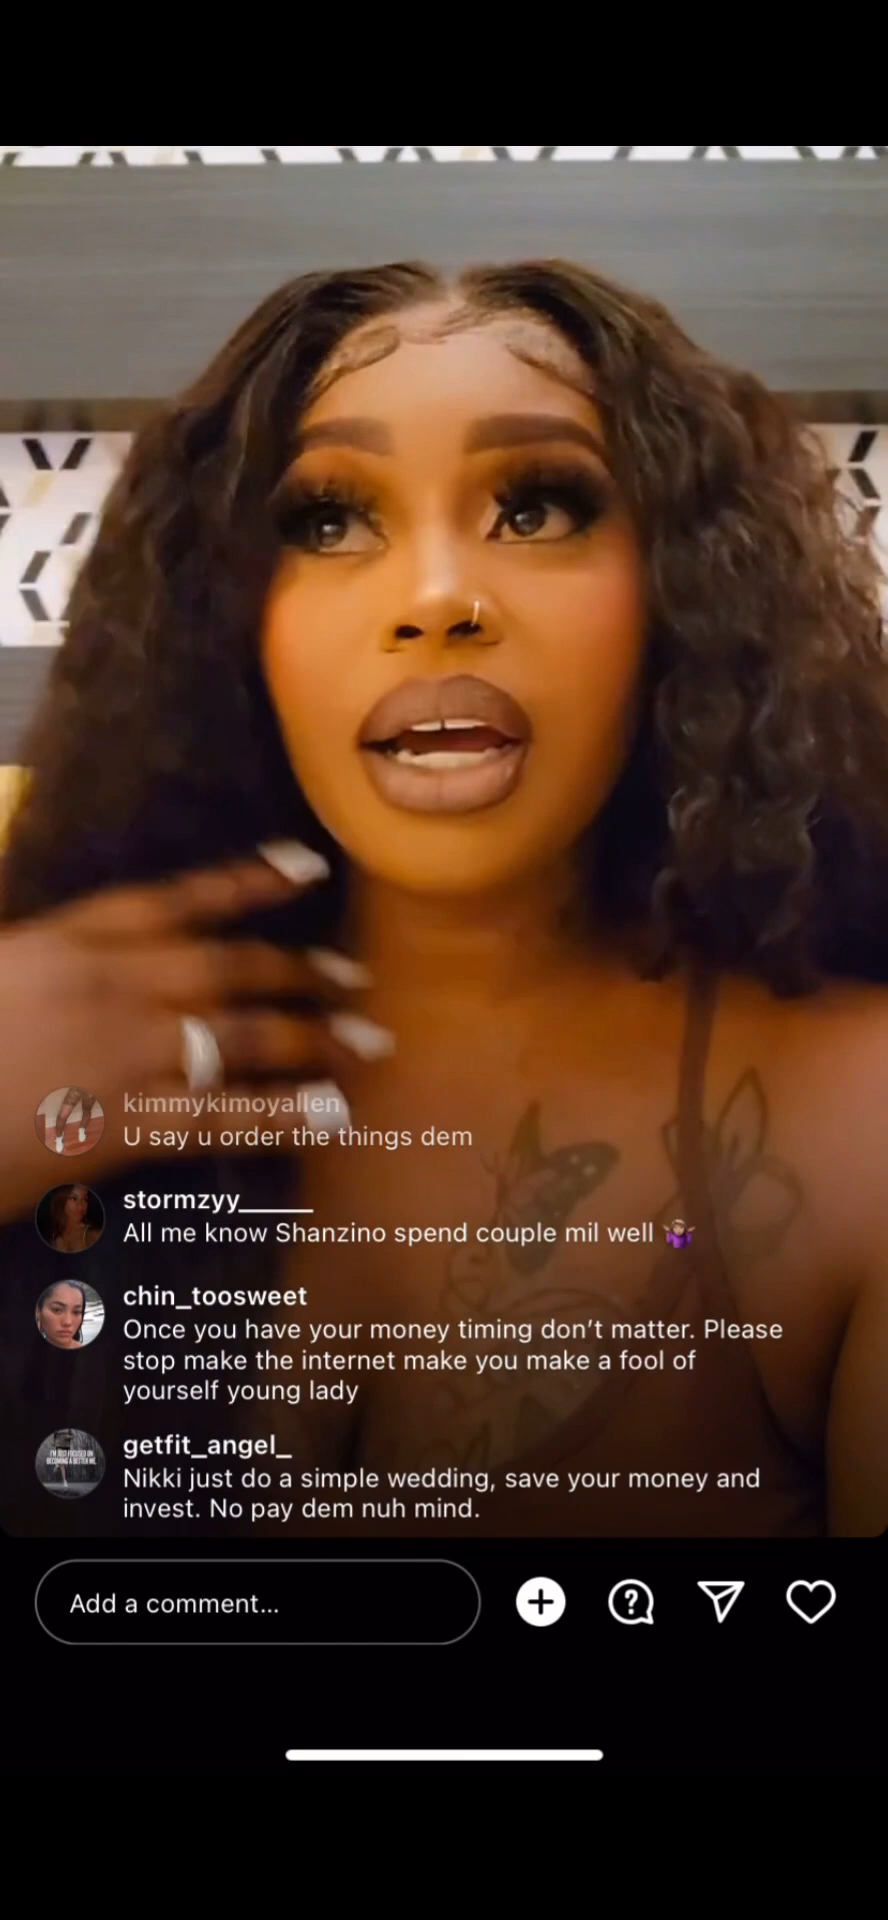 kimmykimoyallen
U say u order the things dem
stormzyy______
All me know Shanzino spend couple mil well 🤷🏽‍♀️
chin_toosweet
Once you have your money timing don’t matter. Please
stop make the internet make you make a fool of
yourself young lady
getfit_angel_
Nikki just do a simple wedding, save your money and
invest. No pay dem nuh mind.
Add a comment...